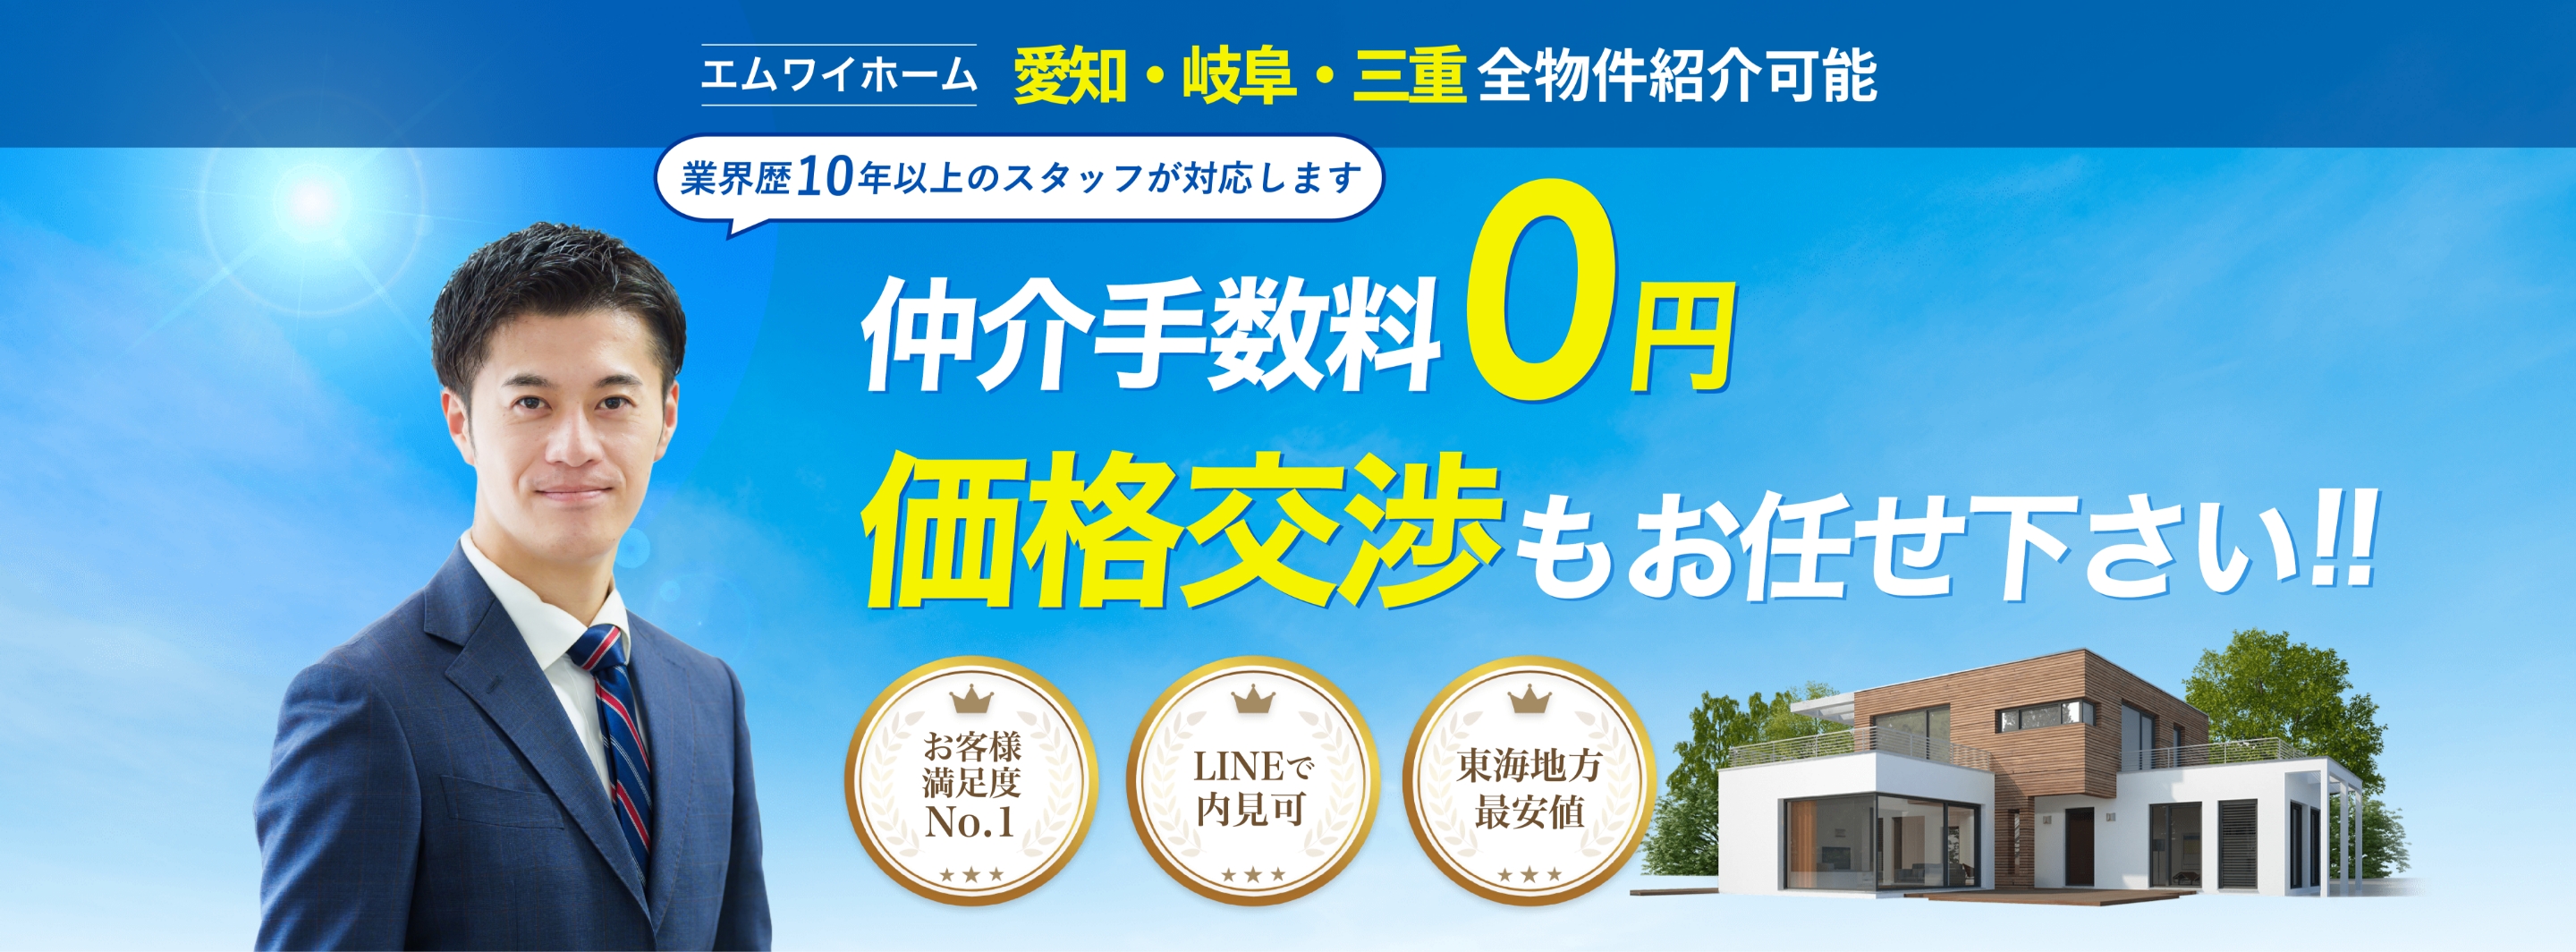 エムワイホーム 愛知・岐阜・三重全物件紹介可能
業界歴10年以上のスタッフが対応します
仲介手数料0円
価格交渉もお任せ下さい!!
お客様
満足度
No.1
LINEで
内見可
東海地方
最安値